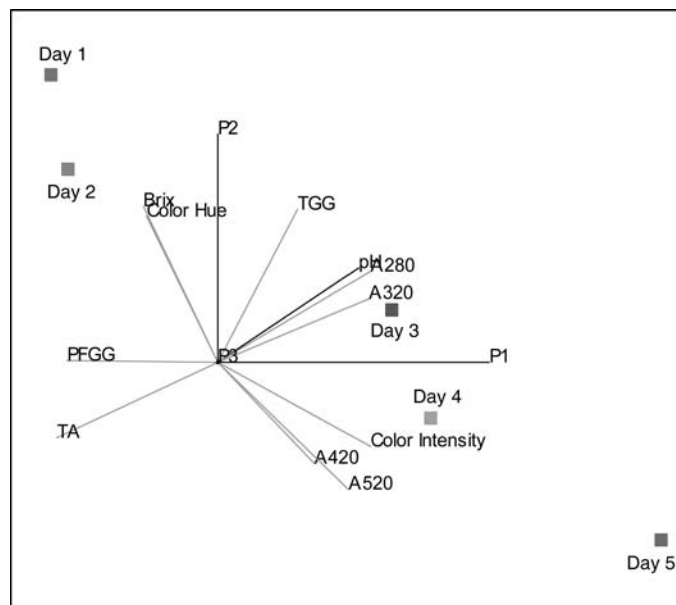 Day 1
P2
Day 2
Brix
Color Hue
TGG
pH
A280
A320
Day 3
PFGG
P3
P1
Day 4
TA
Color Intensity
A420
A520
Day 5